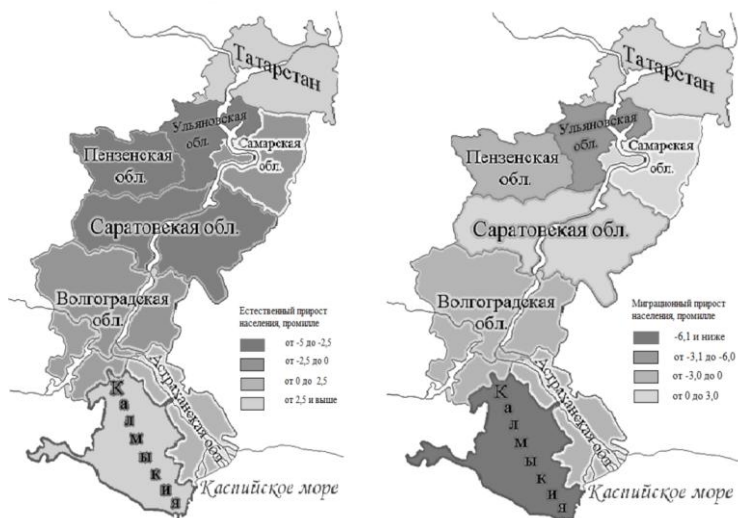 Татарстан
Ульяновская
обл.
Самарская
обл.
Пензенская
обл.
Саратовская обл.
Волгоградская
обл.
Астраханская обл.
Калмыкия
Каспийское море
Естественный прирост
населения, промилле
от -5 до -2,5
от -2,5 до 0
от 0 до 2,5
от 2,5 и выше
Татарстан
Ульяновская
обл.
Самарская
обл.
Пензенская
обл.
Саратовская обл.
Волгоградская
обл.
Астраханская обл.
Калмыкия
Каспийское море
Миграционный прирост
населения, промилле
-6,1 и ниже
от -3,1 до -6,0
от -3,0 до 0
от 0 до 3,0